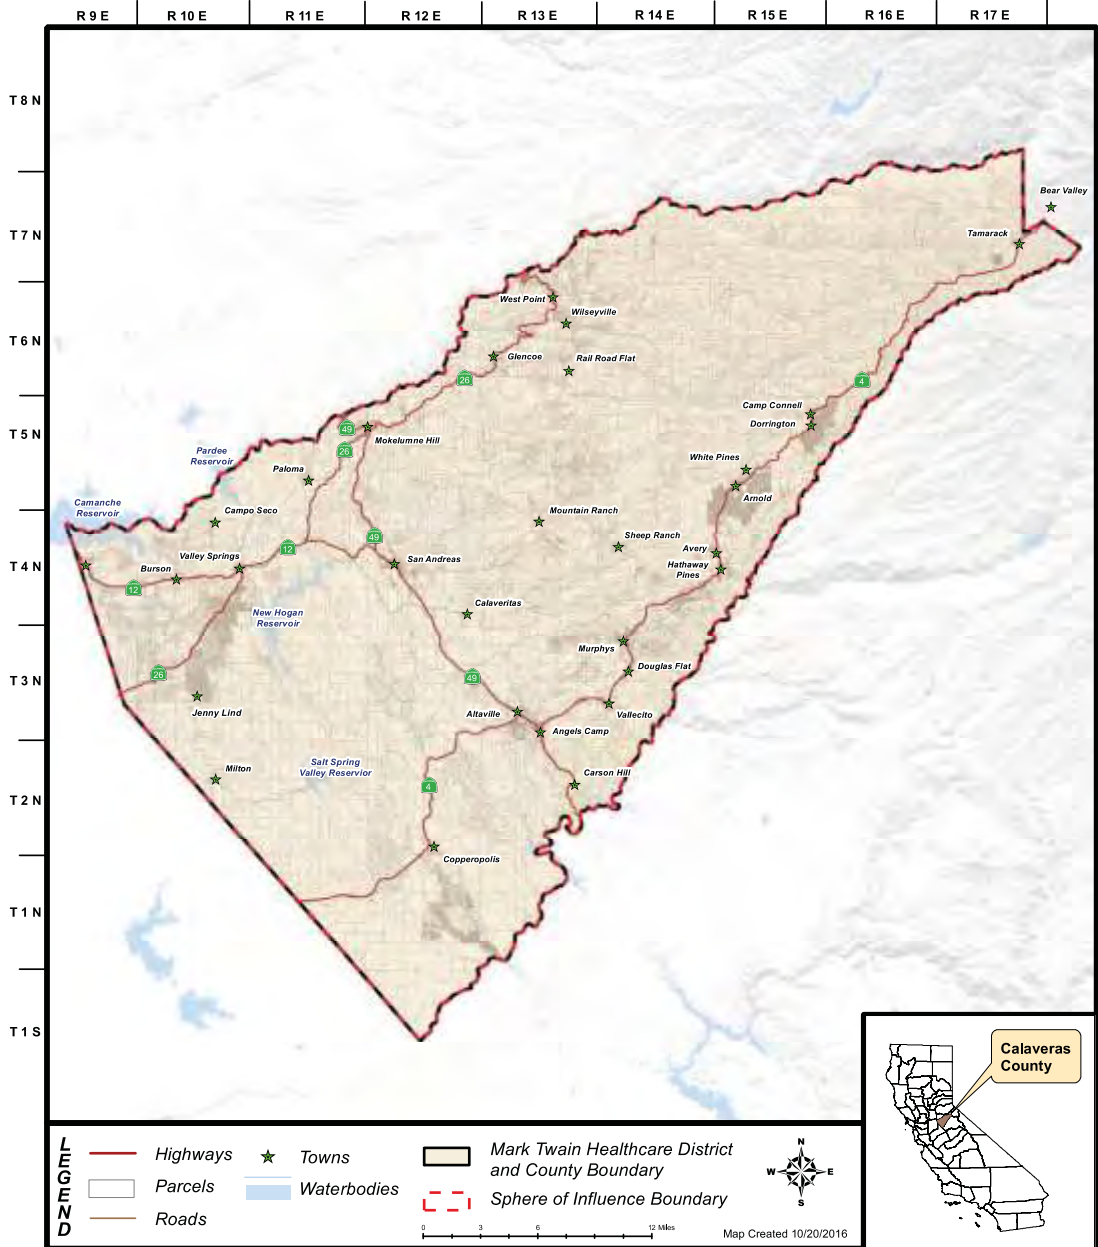 R 9 E R 10 E R 11 E R 12 E R 13 E R 14 E R 15 E R 16 E R 17 E
T 8 N
Bear Valley
T 7 N
Tamarack
West Point
Wilseyville
T 6 N
Glencoe
Rail Road Flat
26
4
Camp Connell
Dorrington
49
T 5 N
Mokelumne Hill
26
Pardee
Reservoir
White Pines
Paloma
Arnold
Camanche
Reservoir
Campo Seco
Mountain Ranch
Sheep Ranch
49
12
Avery
Valley Springs
San Andreas
T 4 N
Burson
Hathaway
Pines
12
Calaveritas
New Hogan
Reservoir
Murphys
Douglas Flat
26
49
T 3 N
Jenny Lind
Altaville
Vallecito
Angels Camp
Salt Spring
Valley Reservior
Milton
Carson Hill
4
T 2 N
Copperopolis
T 1 N
T 1 S
Calaveras
County
LEGEND
Highways
Parcels
Roads
Towns
Waterbodies
Mark Twain Healthcare District
and County Boundary
Sphere of Influence Boundary
0 3 6 12 Miles
N
W E
S
Map Created 10/20/2016